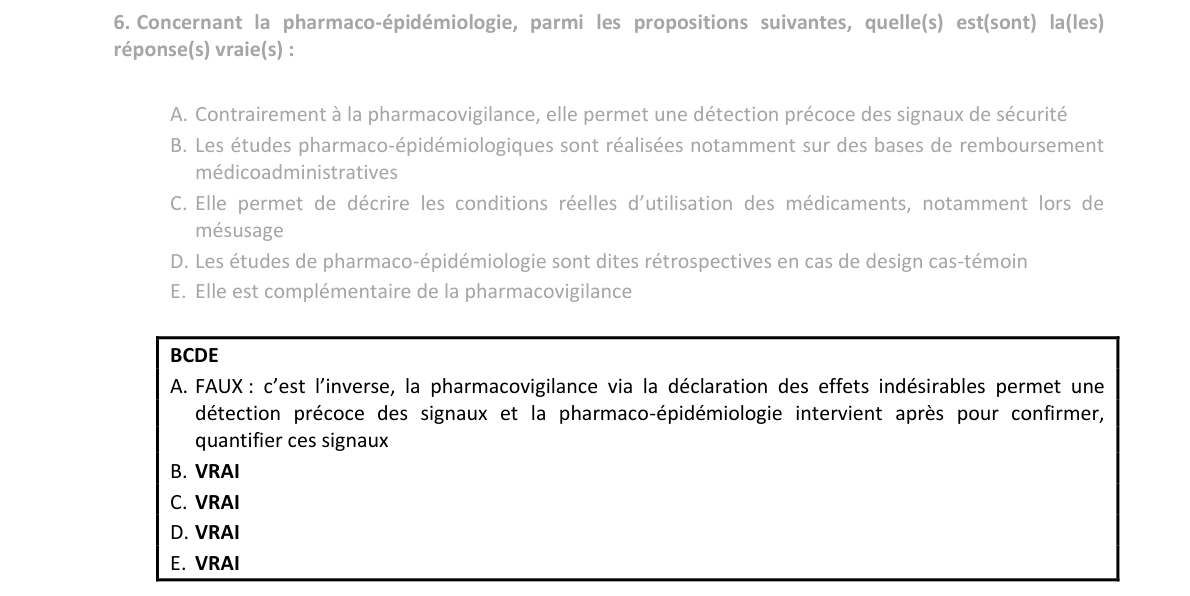 6. Concernant la pharmaco-épidémiologie, parmi les propositions suivantes, quelle(s) est(sont) la(les)
réponse(s) vraie(s) :
A. Contrairement à la pharmacovigilance, elle permet une détection précoce des signaux de sécurité
B. Les études pharmaco-épidémiologiques sont réalisées notamment sur des bases de remboursement
médicoadministratives
C. Elle permet de décrire les conditions réelles d’utilisation des médicaments, notamment lors de
mésusage
D. Les études de pharmaco-épidémiologie sont dites rétrospectives en cas de design cas-témoin
E. Elle est complémentaire de la pharmacovigilance
BCDE
A. FAUX : c’est l’inverse, la pharmacovigilance via la déclaration des effets indésirables permet une
détection précoce des signaux et la pharmaco-épidémiologie intervient après pour confirmer,
quantifier ces signaux
B. VRAI
C. VRAI
D. VRAI
E. VRAI